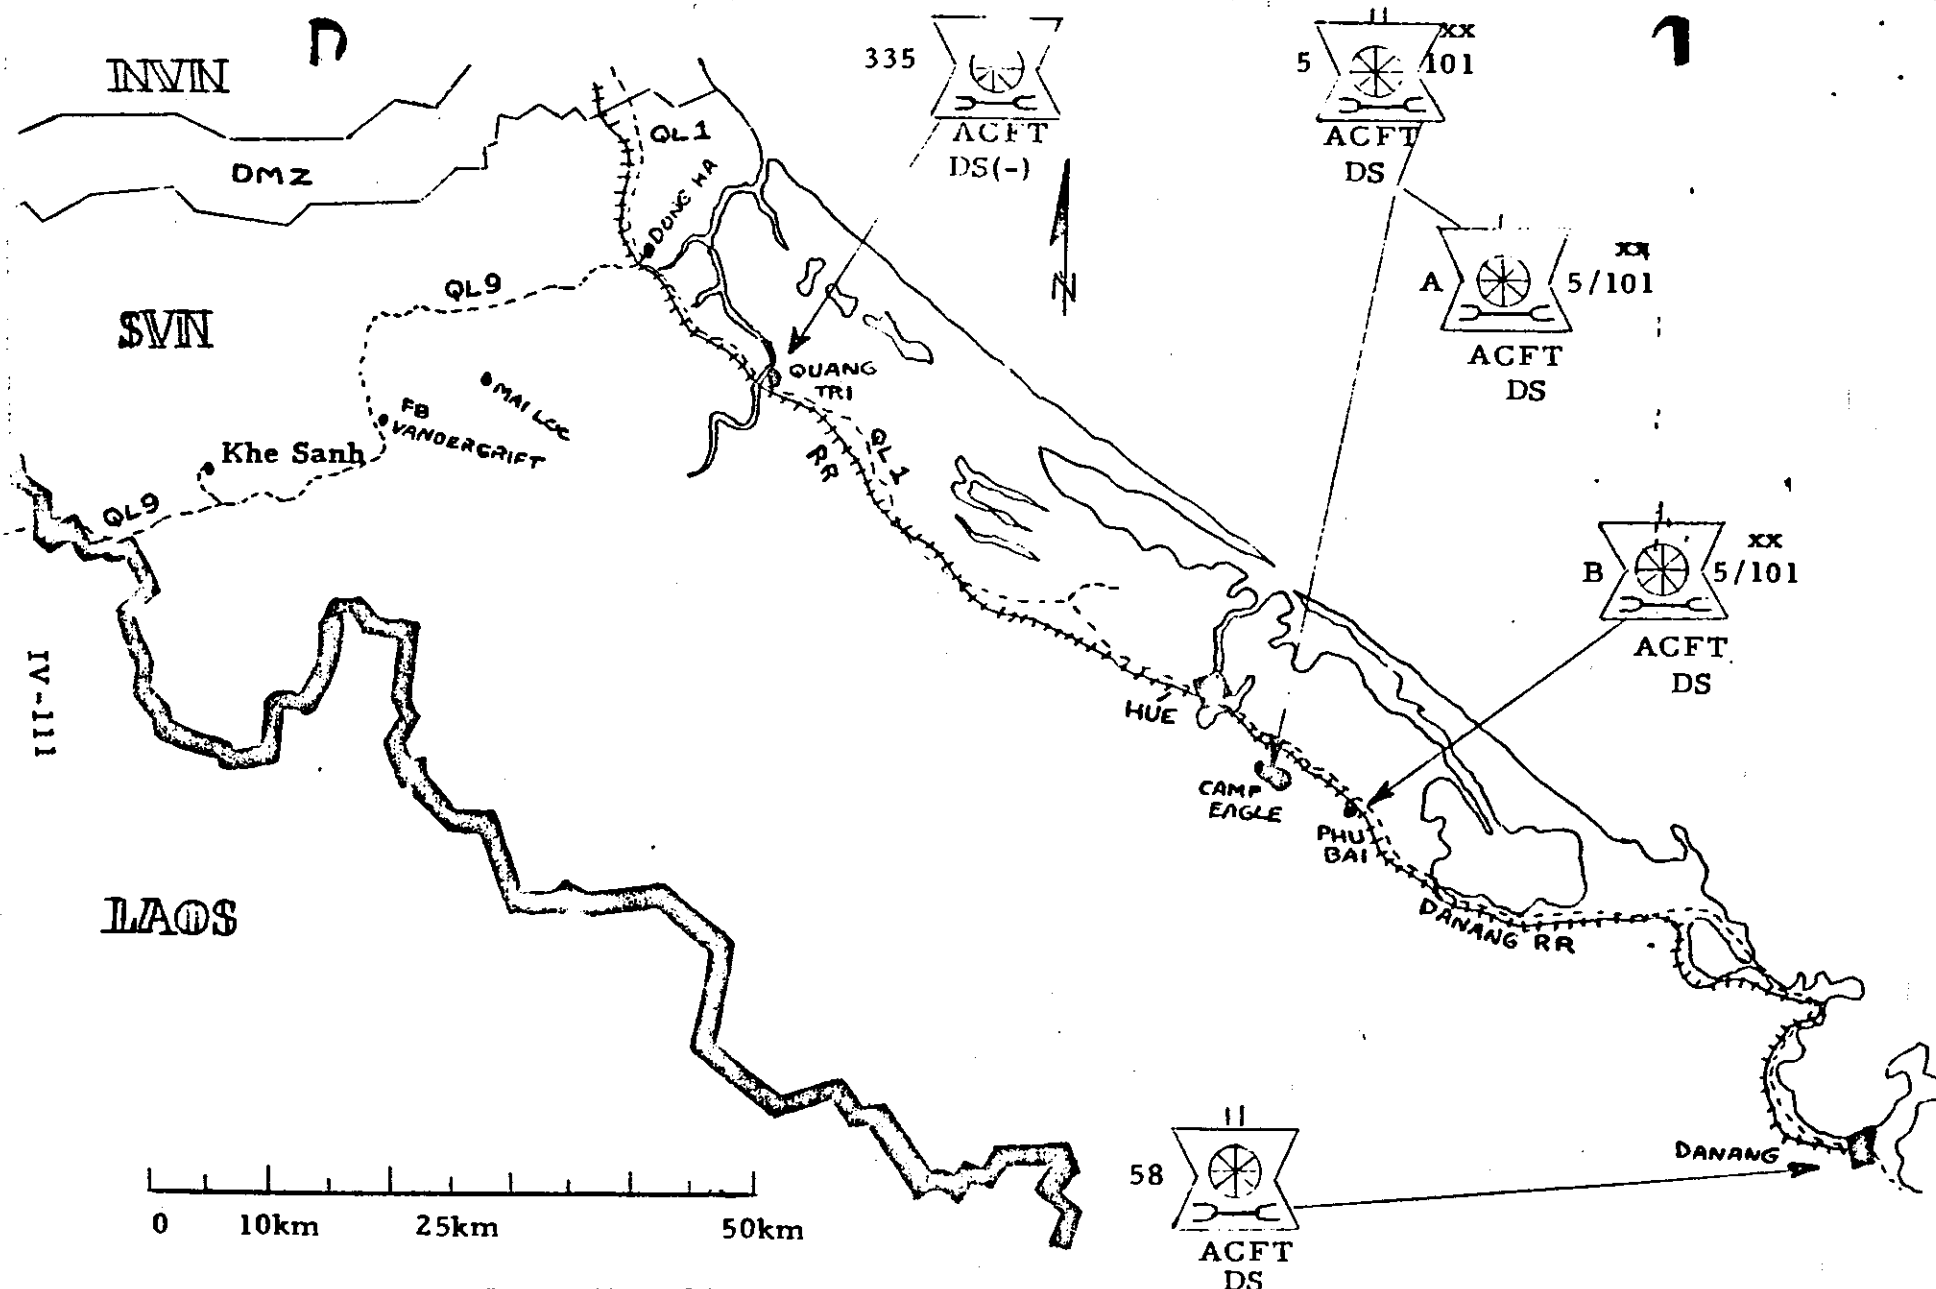 NVN
DMZ
SVN
QL1
DONG HA
QL9
QUANG
TRI
MAI LOC
FB
VANDERGRIFT
Khe Sanh
QL9
RR
QL1
LAOS
IV-111
HUÉ
CAMP
EAGLE
PHU
BAI
DANANG RR
DANANG
N
335
ACFT
DS(-)
5
xx
101
ACFT
DS
A
xx
5/101
ACFT
DS
B
xx
5/101
ACFT
DS
58
ACFT
DS
0 10km 25km 50km